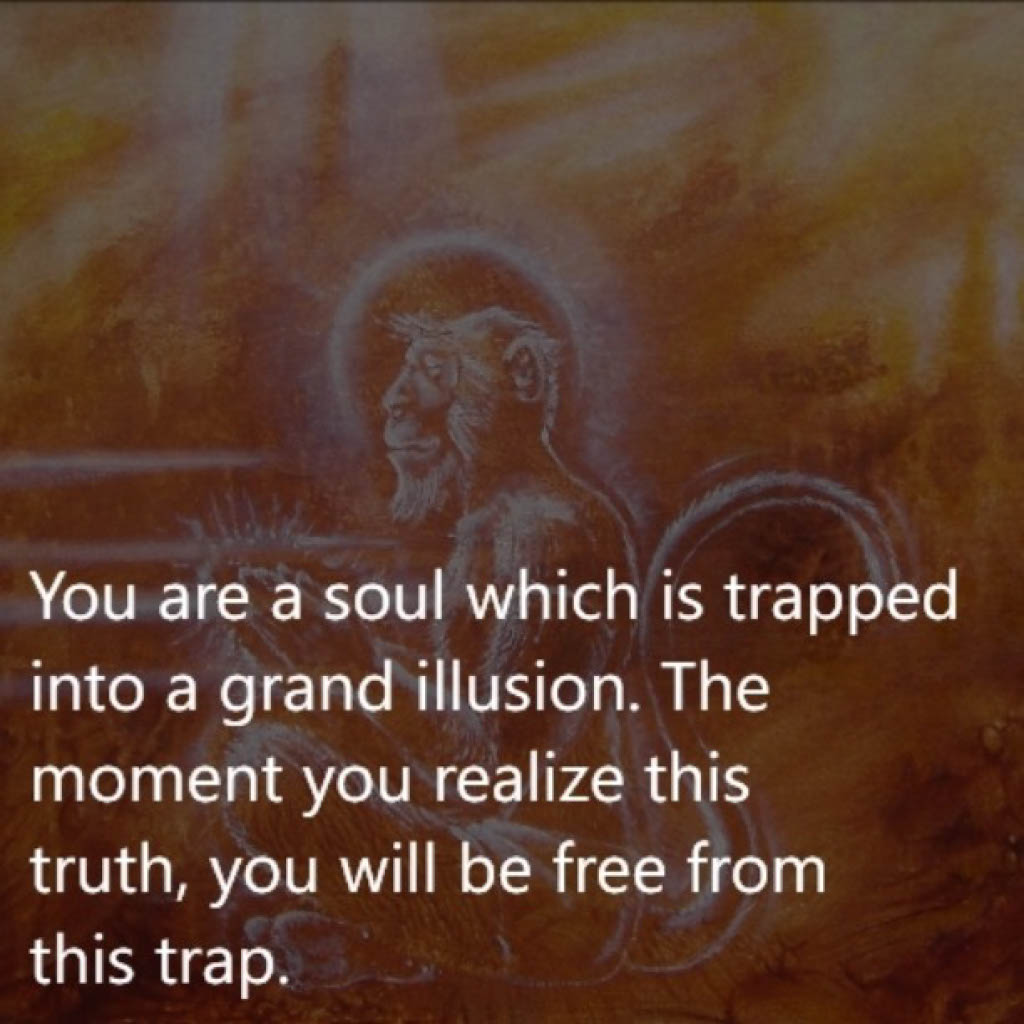 You are a soul which is trapped
into a grand illusion. The
moment you realize this
truth, you will be free from
this trap.